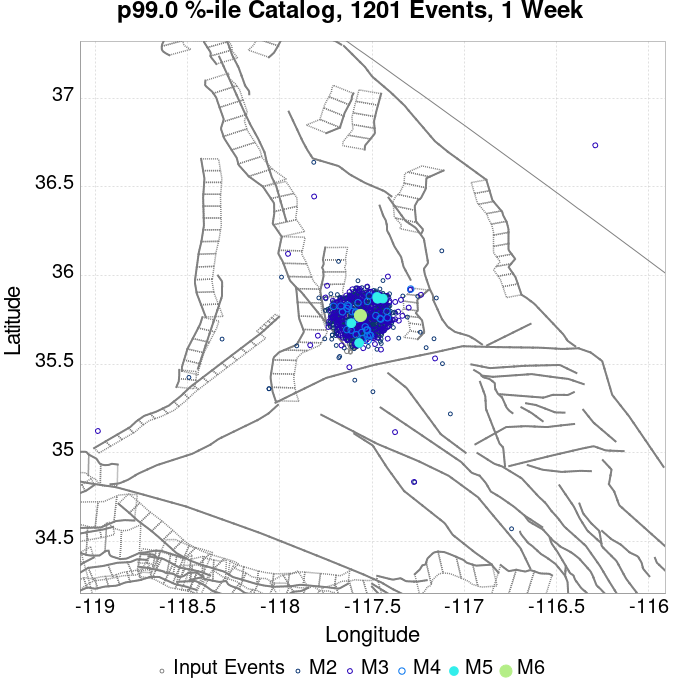 p99.0 %-ile Catalog, 1201 Events, 1 Week
Latitude
37
36.5
36
35.5
35
34.5
-119 -118.5 -118 -117.5 -117 -116.5 -116
Longitude
Input Events M2 M3 M4 M5 M6